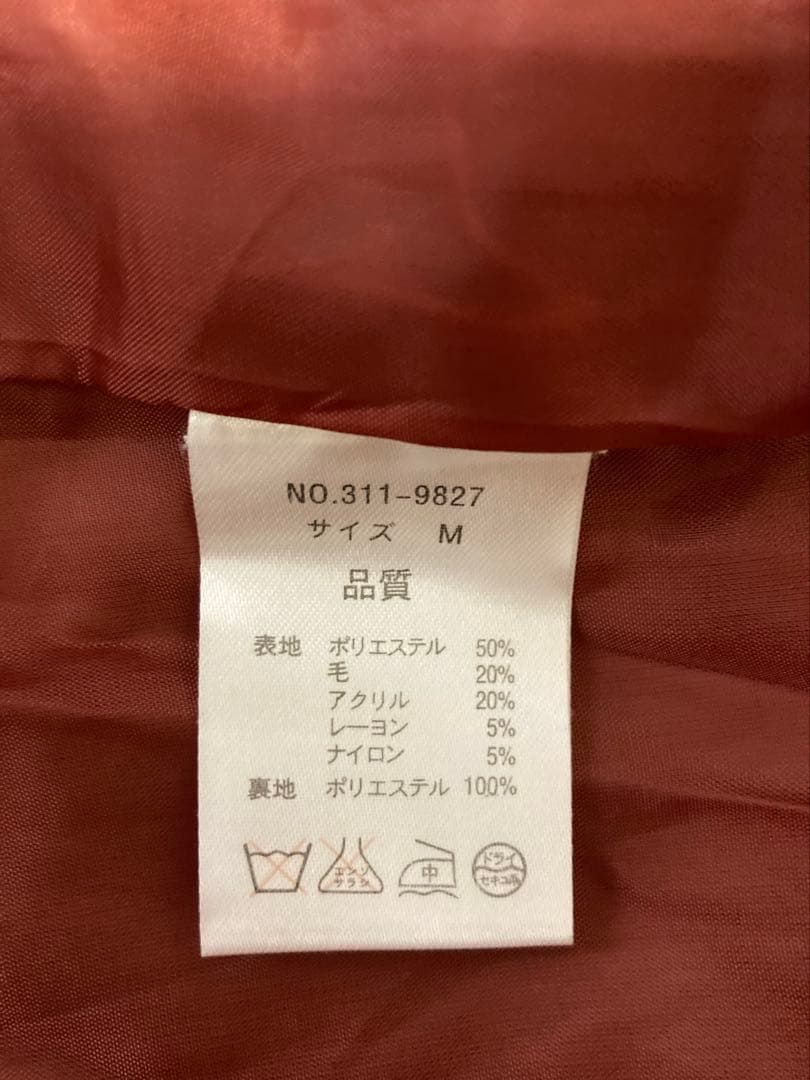 NO.311-9827
サイズ M
品質
表地 ポリエステル 50%
毛 20%
アクリル 20%
レーヨン 5%
ナイロン 5%
裏地 ポリエステル 100%
エンソ
サラシ
中
ドライ
セキユ系